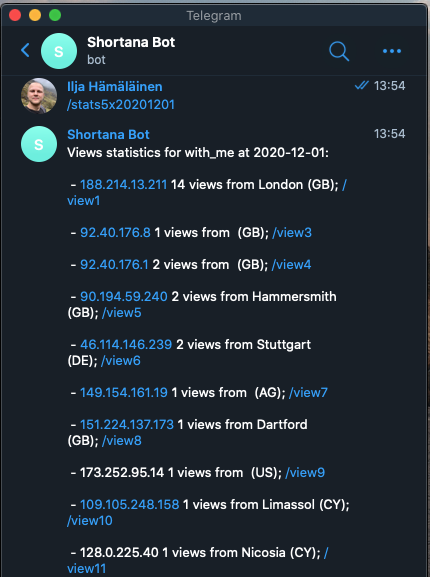 Telegram
S
Shortana Bot
bot
Ilja Hämäläinen
13:54
/stats5x20201201
S
Shortana Bot
13:54
Views statistics for with_me at 2020-12-01:
- 188.214.13.211 14 views from London (GB); /
view1
- 92.40.176.8 1 views from  (GB); /view3
- 92.40.176.1 2 views from  (GB); /view4
- 90.194.59.240 2 views from Hammersmith
(GB); /view5
- 46.114.146.239 2 views from Stuttgart
(DE); /view6
- 149.154.161.19 1 views from  (AG); /view7
- 151.224.137.173 1 views from Dartford
(GB); /view8
- 173.252.95.14 1 views from  (US); /view9
- 109.105.248.158 1 views from Limassol (CY);
/view10
- 128.0.225.40 1 views from Nicosia (CY); /
view11